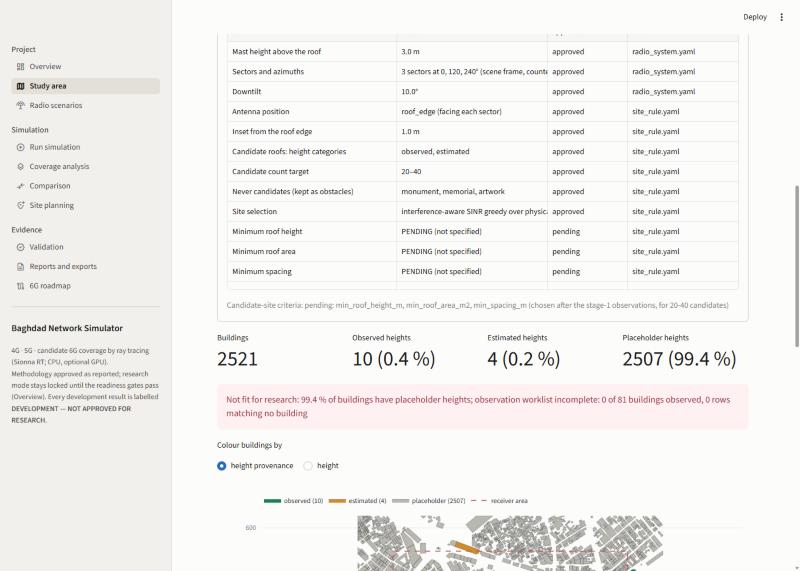 Deploy
Project
Overview
Study area
Radio scenarios
Simulation
Run simulation
Coverage analysis
Comparison
Site planning
Evidence
Validation
Reports and exports
6G roadmap
Baghdad Network Simulator
4G · 5G · candidate 6G coverage by ray tracing
(Sionna RT; CPU, optional GPU).
Methodology approved as reported; research
mode stays locked until the readiness gates pass
(Overview). Every development result is labelled
DEVELOPMENT — NOT APPROVED FOR
RESEARCH.
Mast height above the roof 3.0 m approved radio_system.yaml
Sectors and azimuths 3 sectors at 0, 120, 240° (scene frame, counte approved radio_system.yaml
Downtilt 10.0° approved radio_system.yaml
Antenna position roof_edge (facing each sector) approved site_rule.yaml
Inset from the roof edge 1.0 m approved site_rule.yaml
Candidate roofs: height categories observed, estimated approved site_rule.yaml
Candidate count target 20–40 approved site_rule.yaml
Never candidates (kept as obstacles) monument, memorial, artwork approved site_rule.yaml
Site selection interference-aware SINR greedy over physica approved site_rule.yaml
Minimum roof height PENDING (not specified) pending site_rule.yaml
Minimum roof area PENDING (not specified) pending site_rule.yaml
Minimum spacing PENDING (not specified) pending site_rule.yaml
Candidate-site criteria: pending: min_roof_height_m, min_roof_area_m2, min_spacing_m (chosen after the stage-1 observations, for 20-40 candidates)
Buildings Observed heights Estimated heights Placeholder heights
2521 10 (0.4 %) 4 (0.2 %) 2507 (99.4 %)
Not fit for research: 99.4 % of buildings have placeholder heights; observation worklist incomplete: 0 of 81 buildings observed, 0 rows
matching no building
Colour buildings by
height provenance height
observed (10) estimated (4) placeholder (2507) receiver area
600